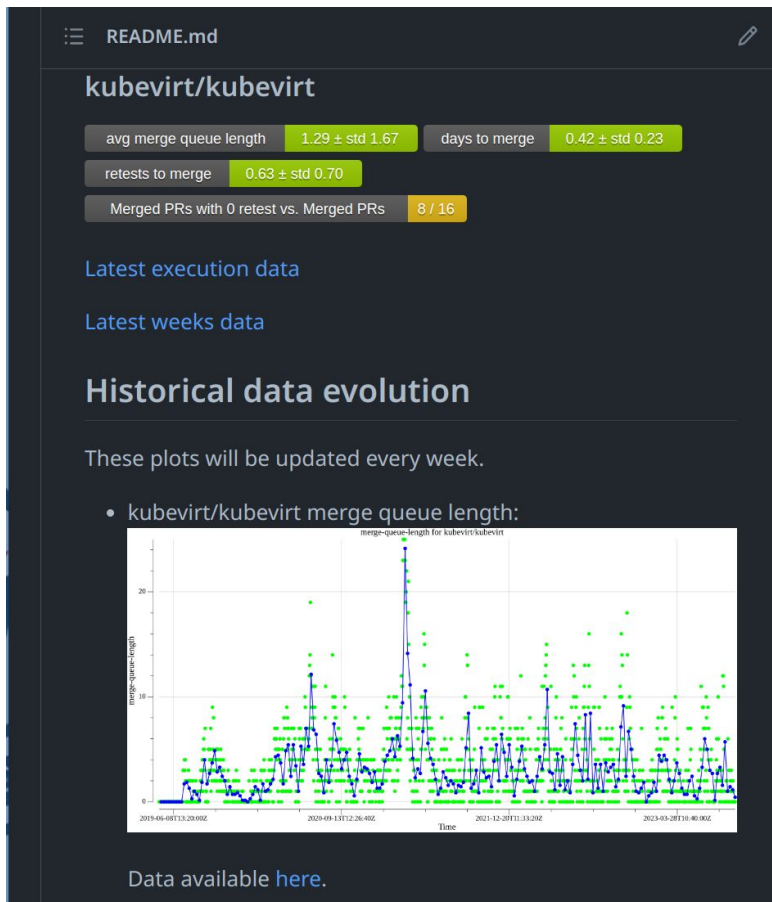 README.md
kubevirt/kubevirt
avg merge queue length 1.29 ± std 1.67 days to merge 0.42 ± std 0.23
retests to merge 0.63 ± std 0.70
Merged PRs with 0 retest vs. Merged PRs 8 / 16
Latest execution data
Latest weeks data
Historical data evolution
These plots will be updated every week.
kubevirt/kubevirt merge queue length:
merge-queue-length for kubevirt/kubevirt
merge-queue-length
20
10
0
2019-06-08T13:20:00Z 2020-09-13T12:26:40Z 2021-12-20T11:33:20Z 2023-03-28T10:40:00Z
Time
Data available here.